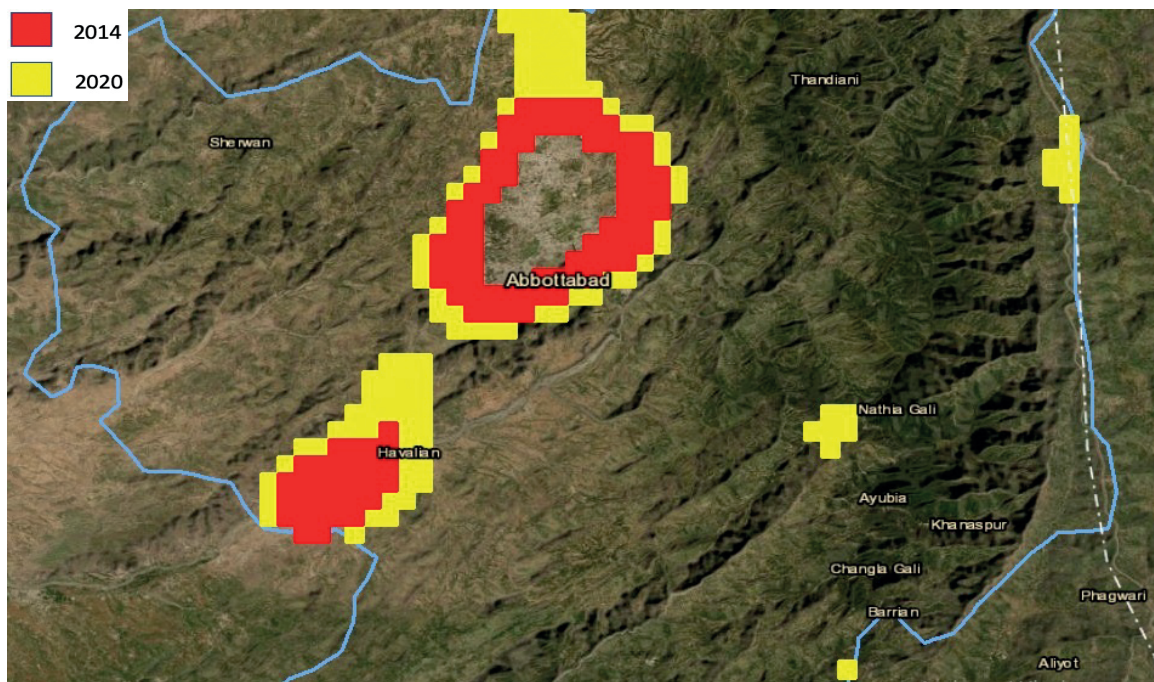 2014
2020
Thandiani
Sherwan
Abbottabad
Nathia Gali
Havalian
Ayubia
Khanaspur
Changla Gali
Phagwari
Barrian
Aliyot